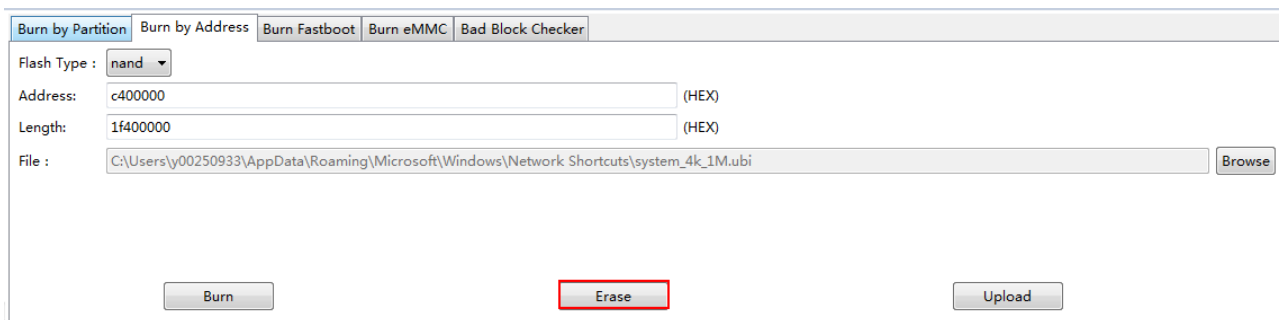 Burn by Partition Burn by Address Burn Fastboot Burn eMMC Bad Block Checker
Flash Type : nand
Address: c400000 (HEX)
Length: 1f400000 (HEX)
File : C:\Users\y00250933\AppData\Roaming\Microsoft\Windows\Network Shortcuts\system_4k_1M.ubi Browse
Burn Erase Upload